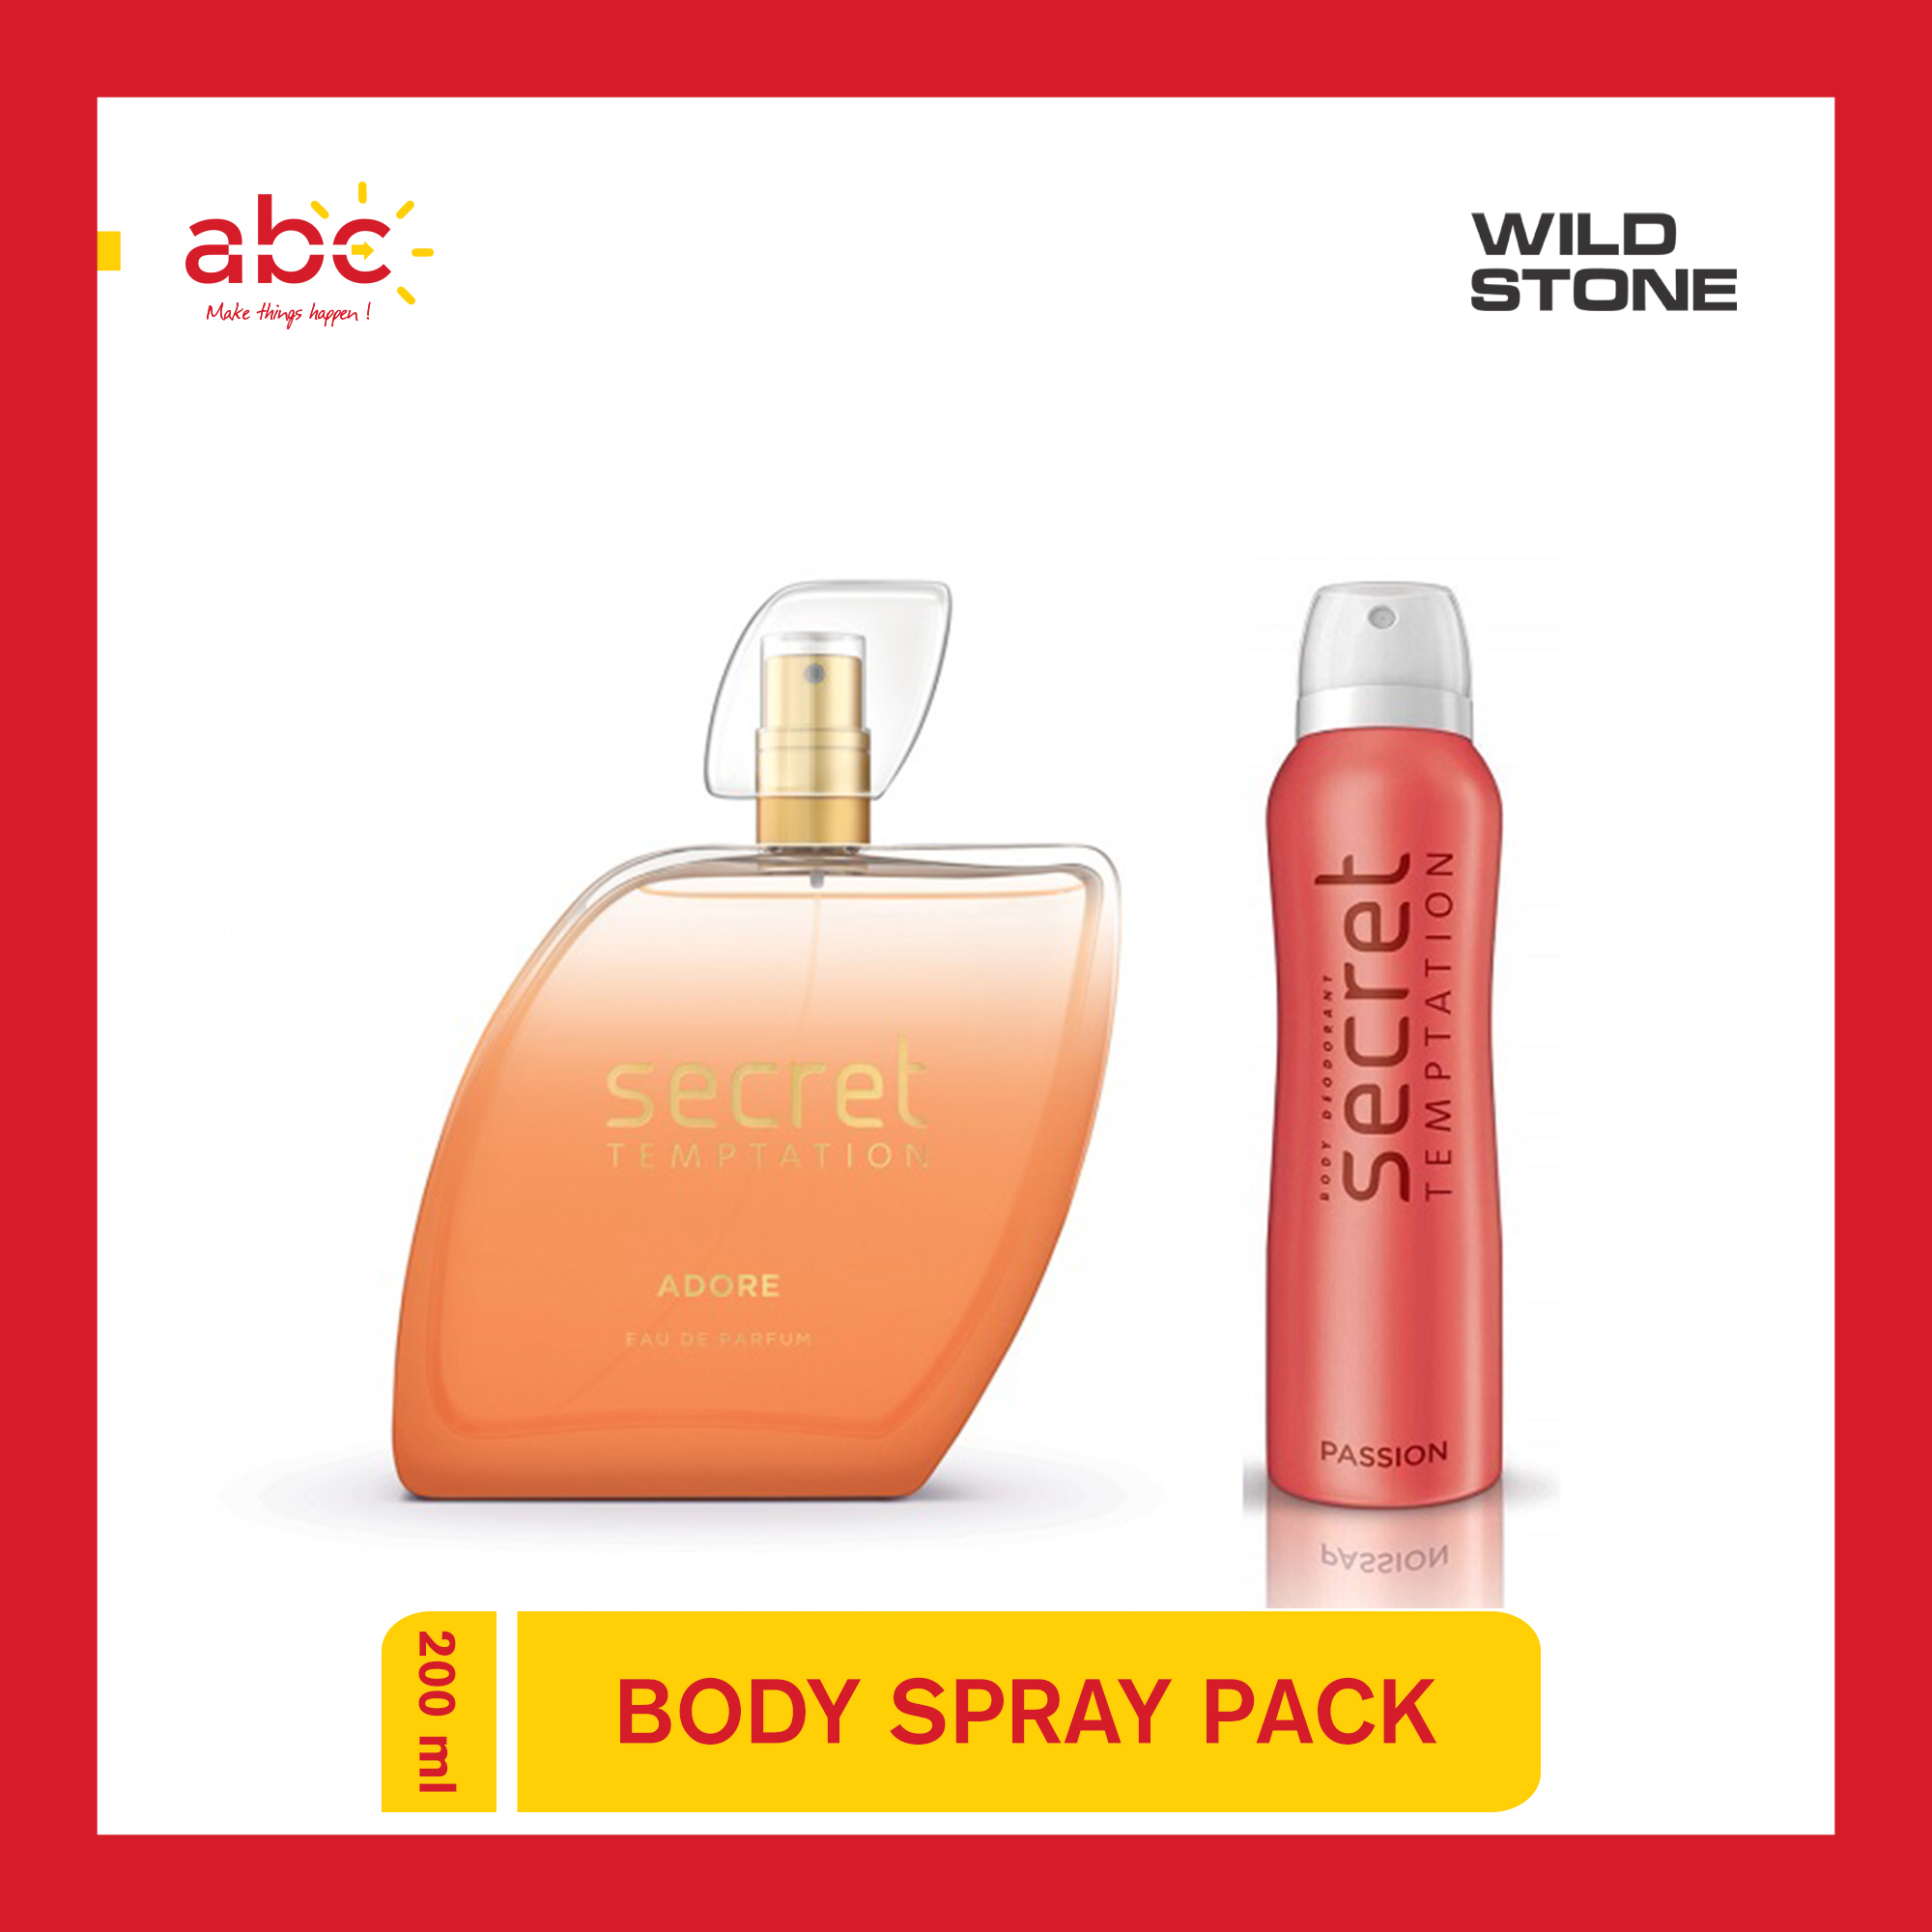 abc
Make things happen !
WILD
STONE
secret
TEMPTATION
ADORE
EAU DE PARFUM
BODY DEODORANT
secret
TEMPTATION
PASSION
PASSION
200 ml
BODY SPRAY PACK